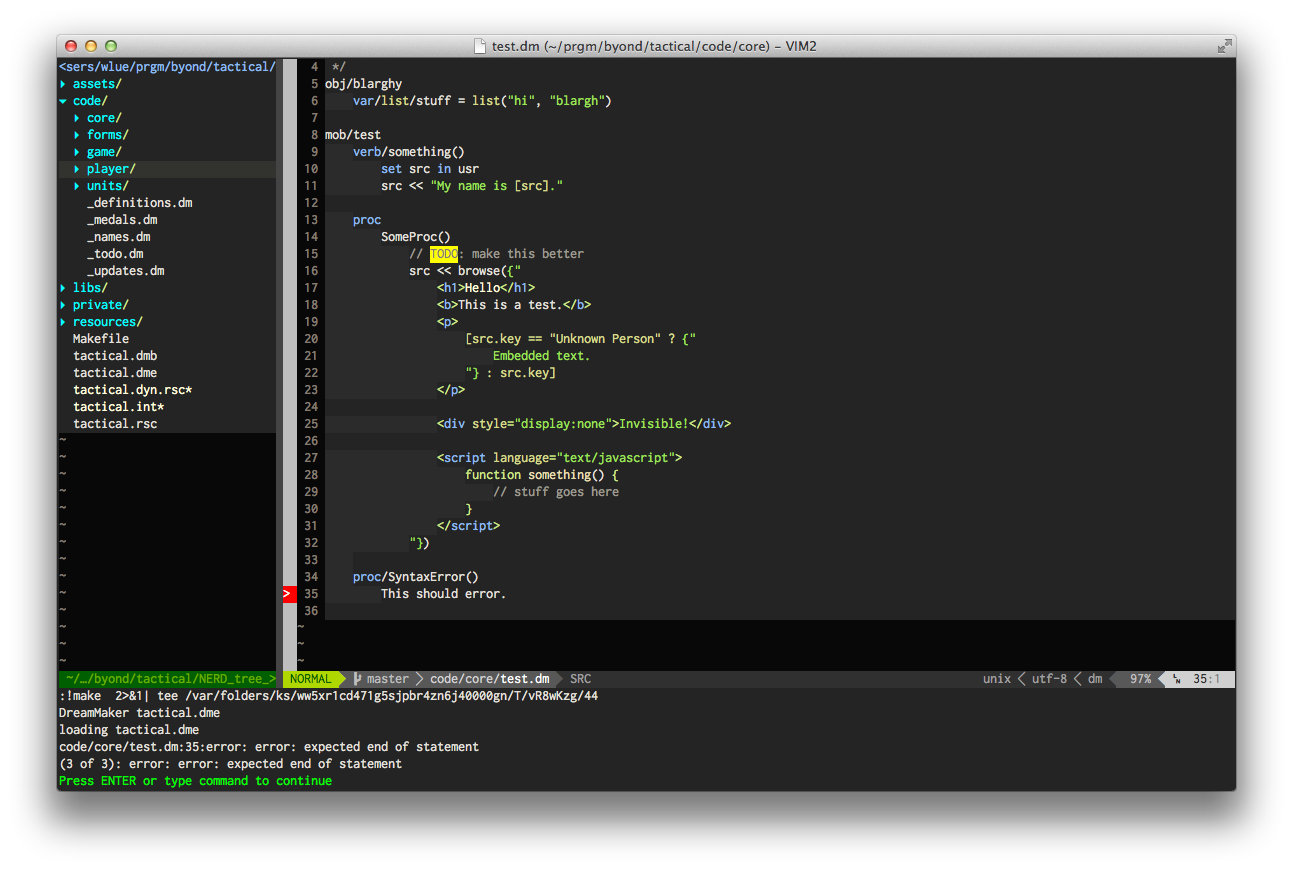 test.dm (~/prgm/byond/tactical/code/core) – VIM2
<sers/wlue/prgm/byond/tactical/
▸ assets/
▾ code/
▸ core/
▸ forms/
▸ game/
▸ player/
▸ units/
_definitions.dm
_medals.dm
_names.dm
_todo.dm
_updates.dm
▸ libs/
▸ private/
▸ resources/
Makefile
tactical.dmb
tactical.dme
tactical.dyn.rsc*
tactical.int*
tactical.rsc
~
~
~
~
~
~
~
~
~
~
~
~
~
~
4 */
5 obj/blarghy
6     var/list/stuff = list("hi", "blargh")
7
8 mob/test
9     verb/something()
10         set src in usr
11         src << "My name is [src]."
12
13     proc
14         SomeProc()
15             // TODO: make this better
16             src << browse({"
17                 <h1>Hello</h1>
18                 <b>This is a test.</b>
19                 <p>
20                     [src.key == "Unknown Person" ? {"
21                         Embedded text.
22                     "} : src.key]
23                 </p>
24
25                 <div style="display:none">Invisible!</div>
26
27                 <script language="text/javascript">
28                     function something() {
29                         // stuff goes here
30                     }
31                 </script>
32             "})
33
34     proc/SyntaxError()
> 35         This should error.
36
~
~
~
~/…/byond/tactical/NERD_tree_>
NORMAL master code/core/test.dm SRC unix utf-8 dm 97% 35:1
:!make  2>&1| tee /var/folders/ks/ww5xr1cd471g5sjpbr4zn6j40000gn/T/vR8wKzg/44
DreamMaker tactical.dme
loading tactical.dme
code/core/test.dm:35:error: error: expected end of statement
(3 of 3): error: error: expected end of statement
Press ENTER or type command to continue